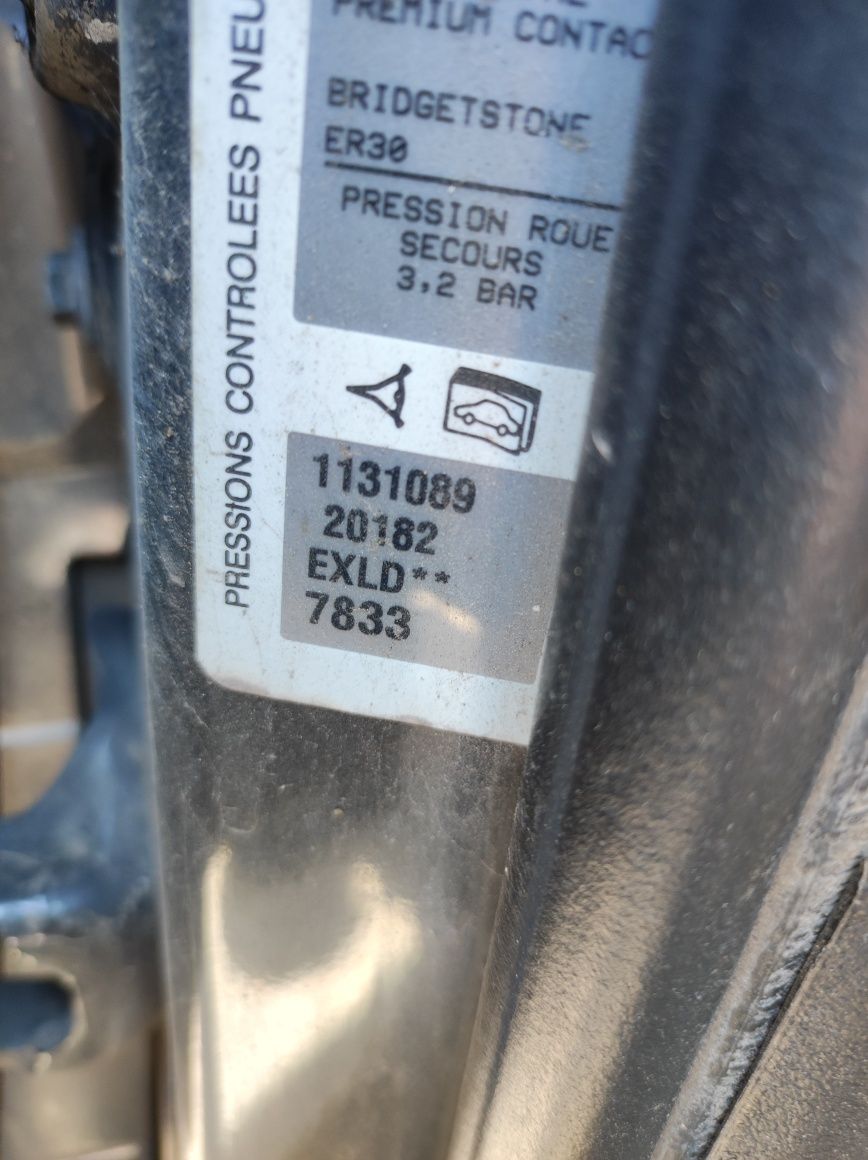 PREMIUM CONTAC
BRIDGETSTONE
ER30
PRESSION ROUE
SECOURS
3,2 BAR
PRESSIONS CONTROLEES PNEU
1131089
20182
EXLD**
7833